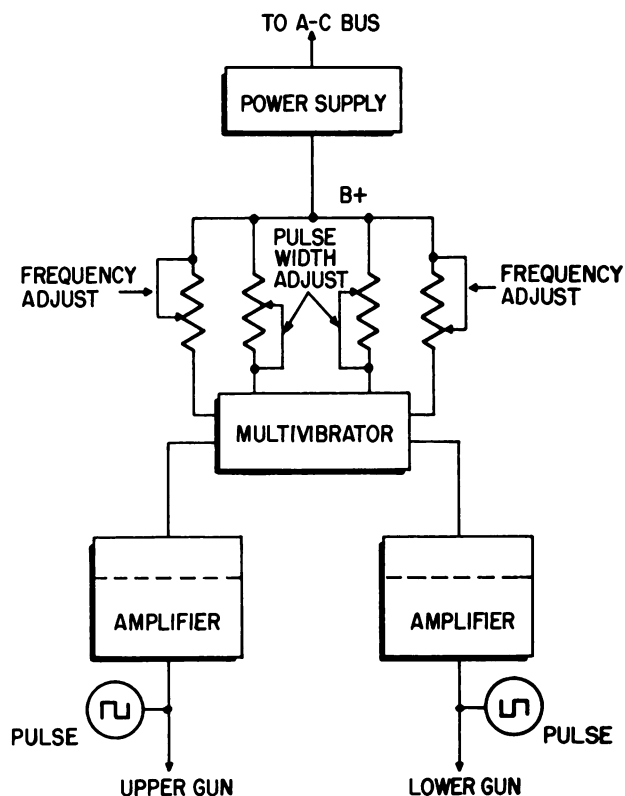 TO A-C BUS
POWER SUPPLY
B+
FREQUENCY
ADJUST
PULSE
WIDTH
ADJUST
FREQUENCY
ADJUST
MULTIVIBRATOR
AMPLIFIER
AMPLIFIER
PULSE
PULSE
UPPER GUN
LOWER GUN